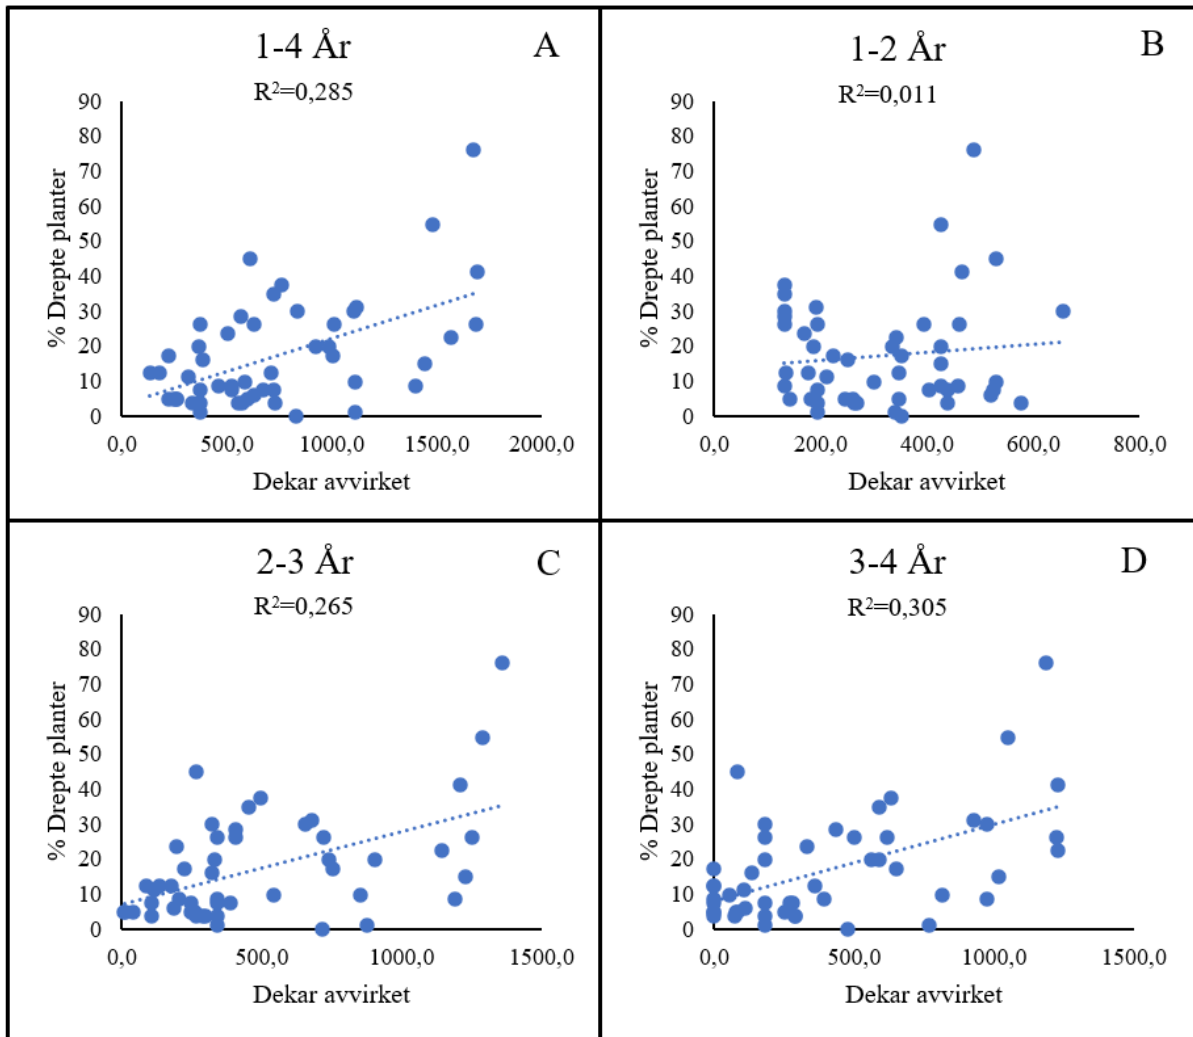 1-4 År
A
R²=0,285
90
80
70
60
50
40
30
20
10
0
% Drepte planter
0,0 500,0 1000,0 1500,0 2000,0
Dekar avvirket
1-2 År
B
R²=0,011
90
80
70
60
50
40
30
20
10
0
% Drepte planter
0,0 200,0 400,0 600,0 800,0
Dekar avvirket
2-3 År
C
R²=0,265
90
80
70
60
50
40
30
20
10
0
% Drepte planter
0,0 500,0 1000,0 1500,0
Dekar avvirket
3-4 År
D
R²=0,305
90
80
70
60
50
40
30
20
10
0
% Drepte planter
0,0 500,0 1000,0 1500,0
Dekar avvirket